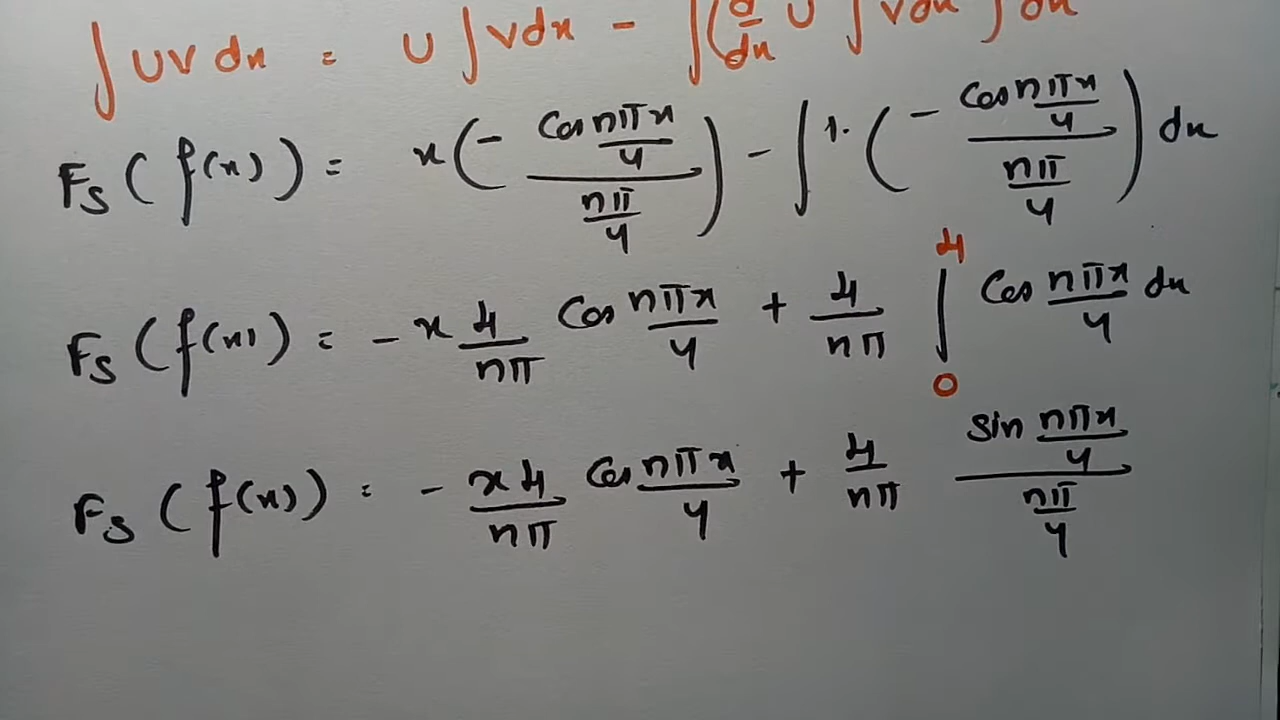 ∫ UV dx = U ∫ V dx - ∫ (d/dx U ∫ V dx) dx
Fs (f(x)) = x (- (cos nπx/4) / (nπ/4)) - ∫ 1. (- (cos nπx/4) / (nπ/4)) dx
Fs (f(x)) = - x 4/nπ cos nπx/4 + 4/nπ ∫₀⁴ cos nπx/4 dx
Fs (f(x)) = - x4/nπ cos nπx/4 + 4/nπ (sin nπx/4) / (nπ/4)